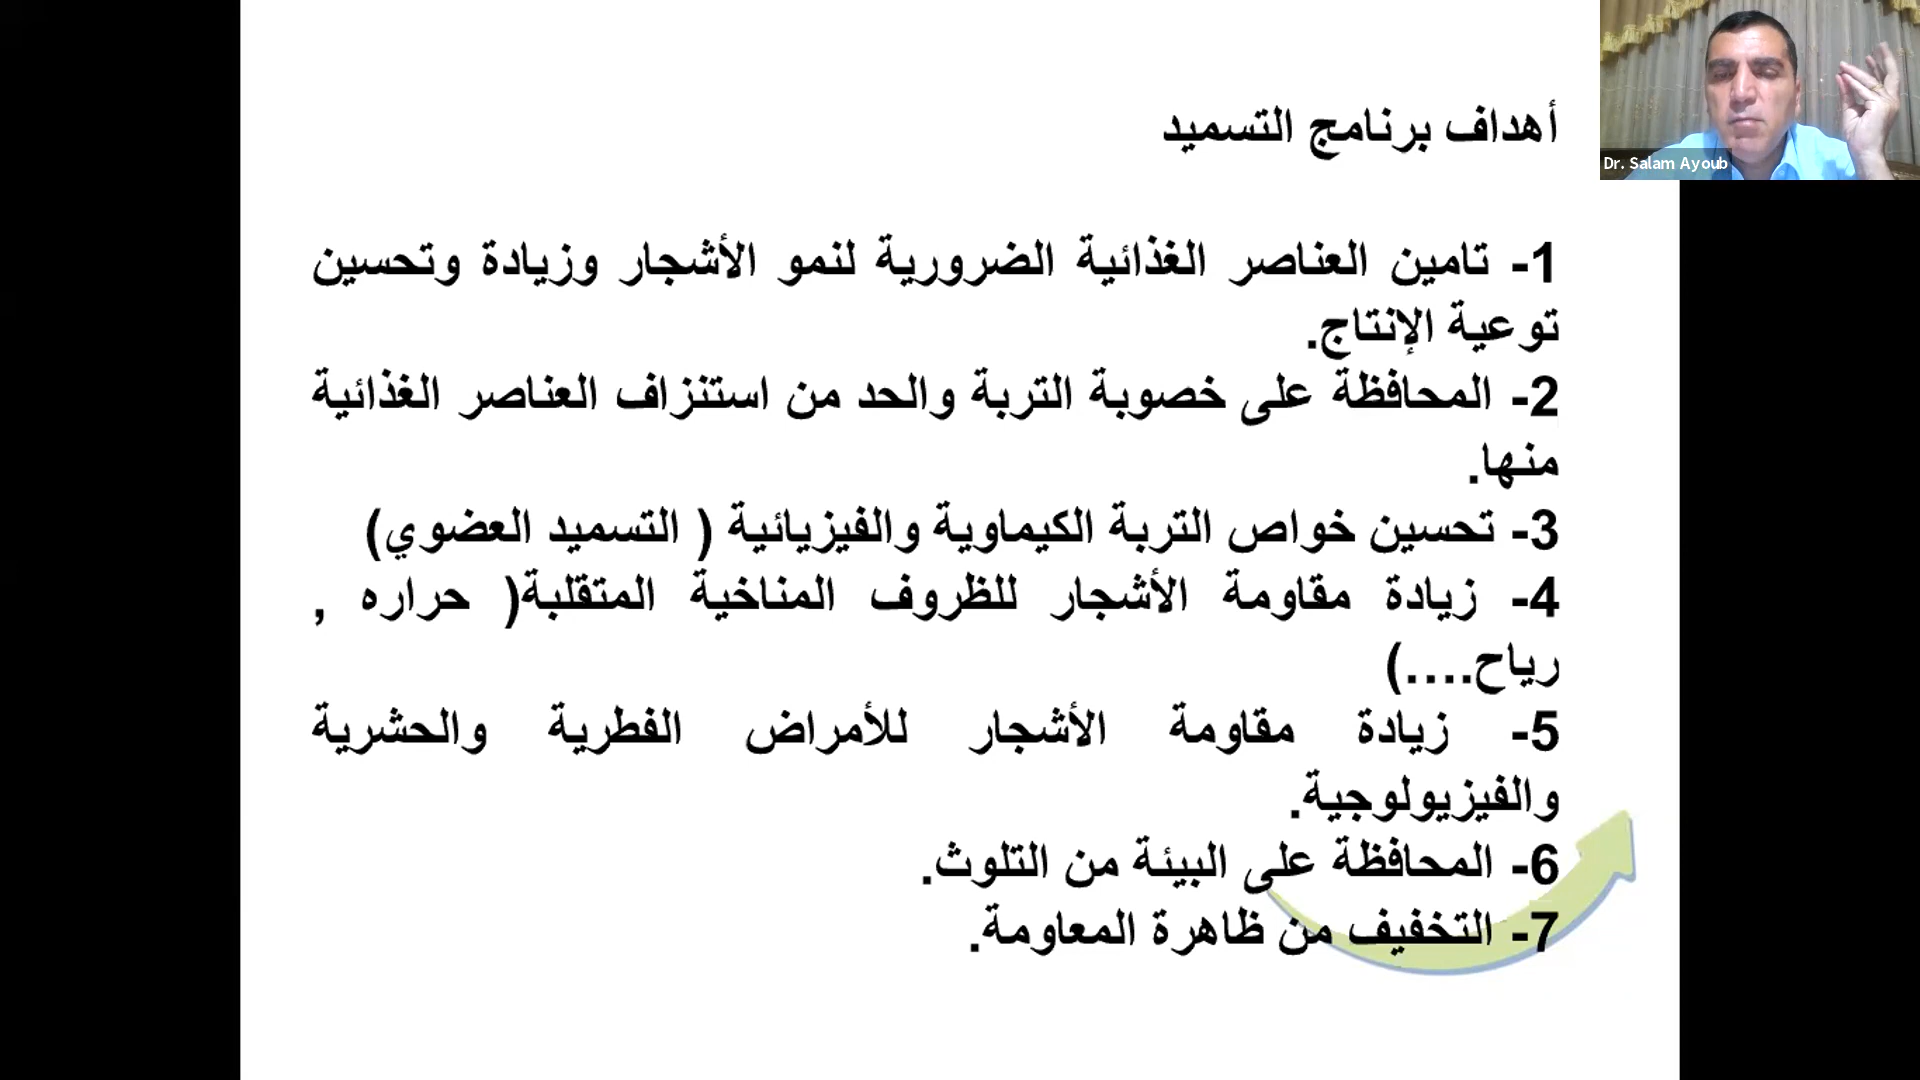 أهداف برنامج التسميد
Dr. Salam Ayoub
1- تامين العناصر الغذائية الضرورية لنمو الأشجار وزيادة وتحسين
توعية الإنتاج.
2- المحافظة على خصوبة التربة والحد من استنزاف العناصر الغذائية
منها.
3- تحسين خواص التربة الكيماوية والفيزيائية ( التسميد العضوي)
4- زيادة مقاومة الأشجار للظروف المناخية المتقلبة( حراره ,
رياح....)
5- زيادة مقاومة الأشجار للأمراض الفطرية والحشرية
والفيزيولوجية.
6- المحافظة على البيئة من التلوث.
7- التخفيف من ظاهرة المعاومة.